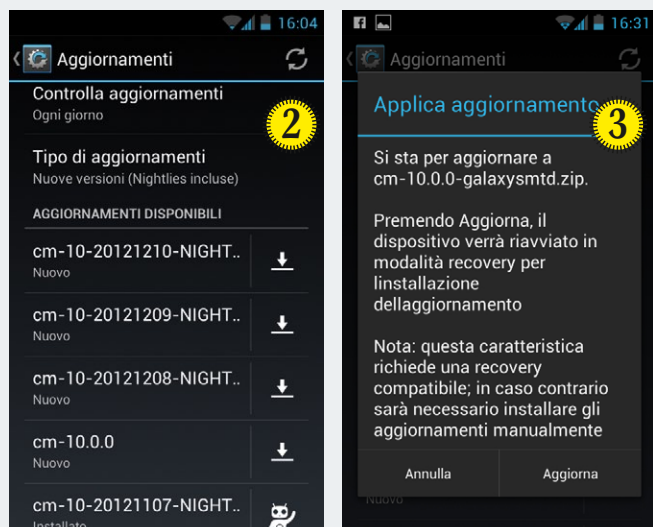 16:04
Aggiornamenti
Controlla aggiornamenti
Ogni giorno
2
Tipo di aggiornamenti
Nuove versioni (Nightlies incluse)
AGGIORNAMENTI DISPONIBILI
cm-10-20121210-NIGHT..
Nuovo
cm-10-20121209-NIGHT..
Nuovo
cm-10-20121208-NIGHT..
Nuovo
cm-10.0.0
Nuovo
cm-10-20121107-NIGHT..
Installato
16:31
Aggiornamenti
Applica aggiornamento
3
Si sta per aggiornare a
cm-10.0.0-galaxysmtd.zip.
Premendo Aggiorna, il
dispositivo verrà riavviato in
modalità recovery per
linstallazione
dellaggiornamento
Nota: questa caratteristica
richiede una recovery
compatibile; in caso contrario
sarà necessario installare gli
aggiornamenti manualmente
Annulla
Aggiorna
Nuovo